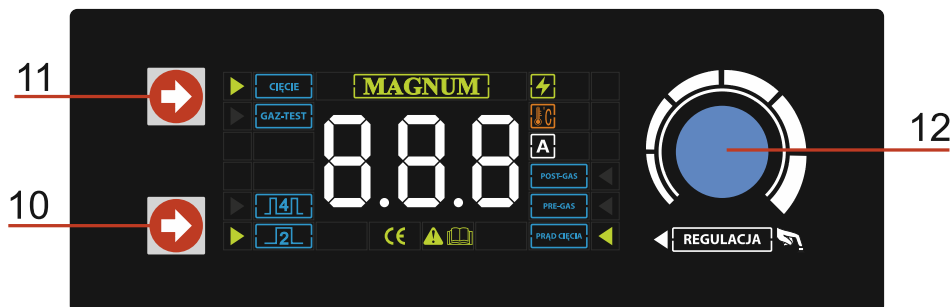 11
CIĘCIE
MAGNUM
GAZ-TEST
°C
8.8.8
A
12
POST-GAS
10
4
PRE-GAS
2
CE
PRĄD CIĘCIA
REGULACJA